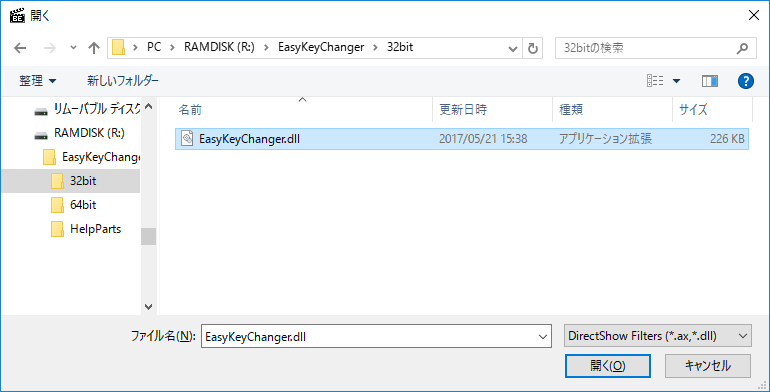 開く
PC > RAMDISK (R:) > EasyKeyChanger > 32bit
32bitの検索
整理 新しいフォルダー
リムーバブル ディスク
RAMDISK (R:)
EasyKeyChange
32bit
64bit
HelpParts
名前 更新日時 種類 サイズ
EasyKeyChanger.dll 2017/05/21 15:38 アプリケーション拡張 226 KB
ファイル名(N): EasyKeyChanger.dll DirectShow Filters (*.ax,*.dll)
開く(O) キャンセル